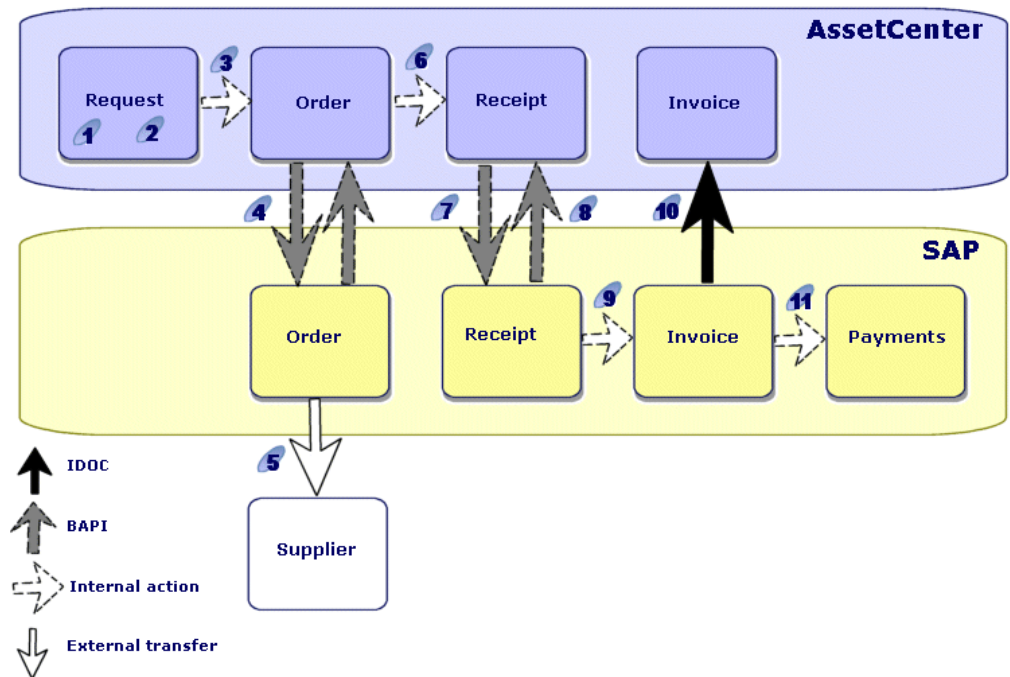 AssetCenter
3
6
Request
Order
Receipt
Invoice
1
2
4
7
8
10
SAP
9
11
Order
Receipt
Invoice
Payments
5
IDOC
BAPI
Supplier
Internal action
External transfer